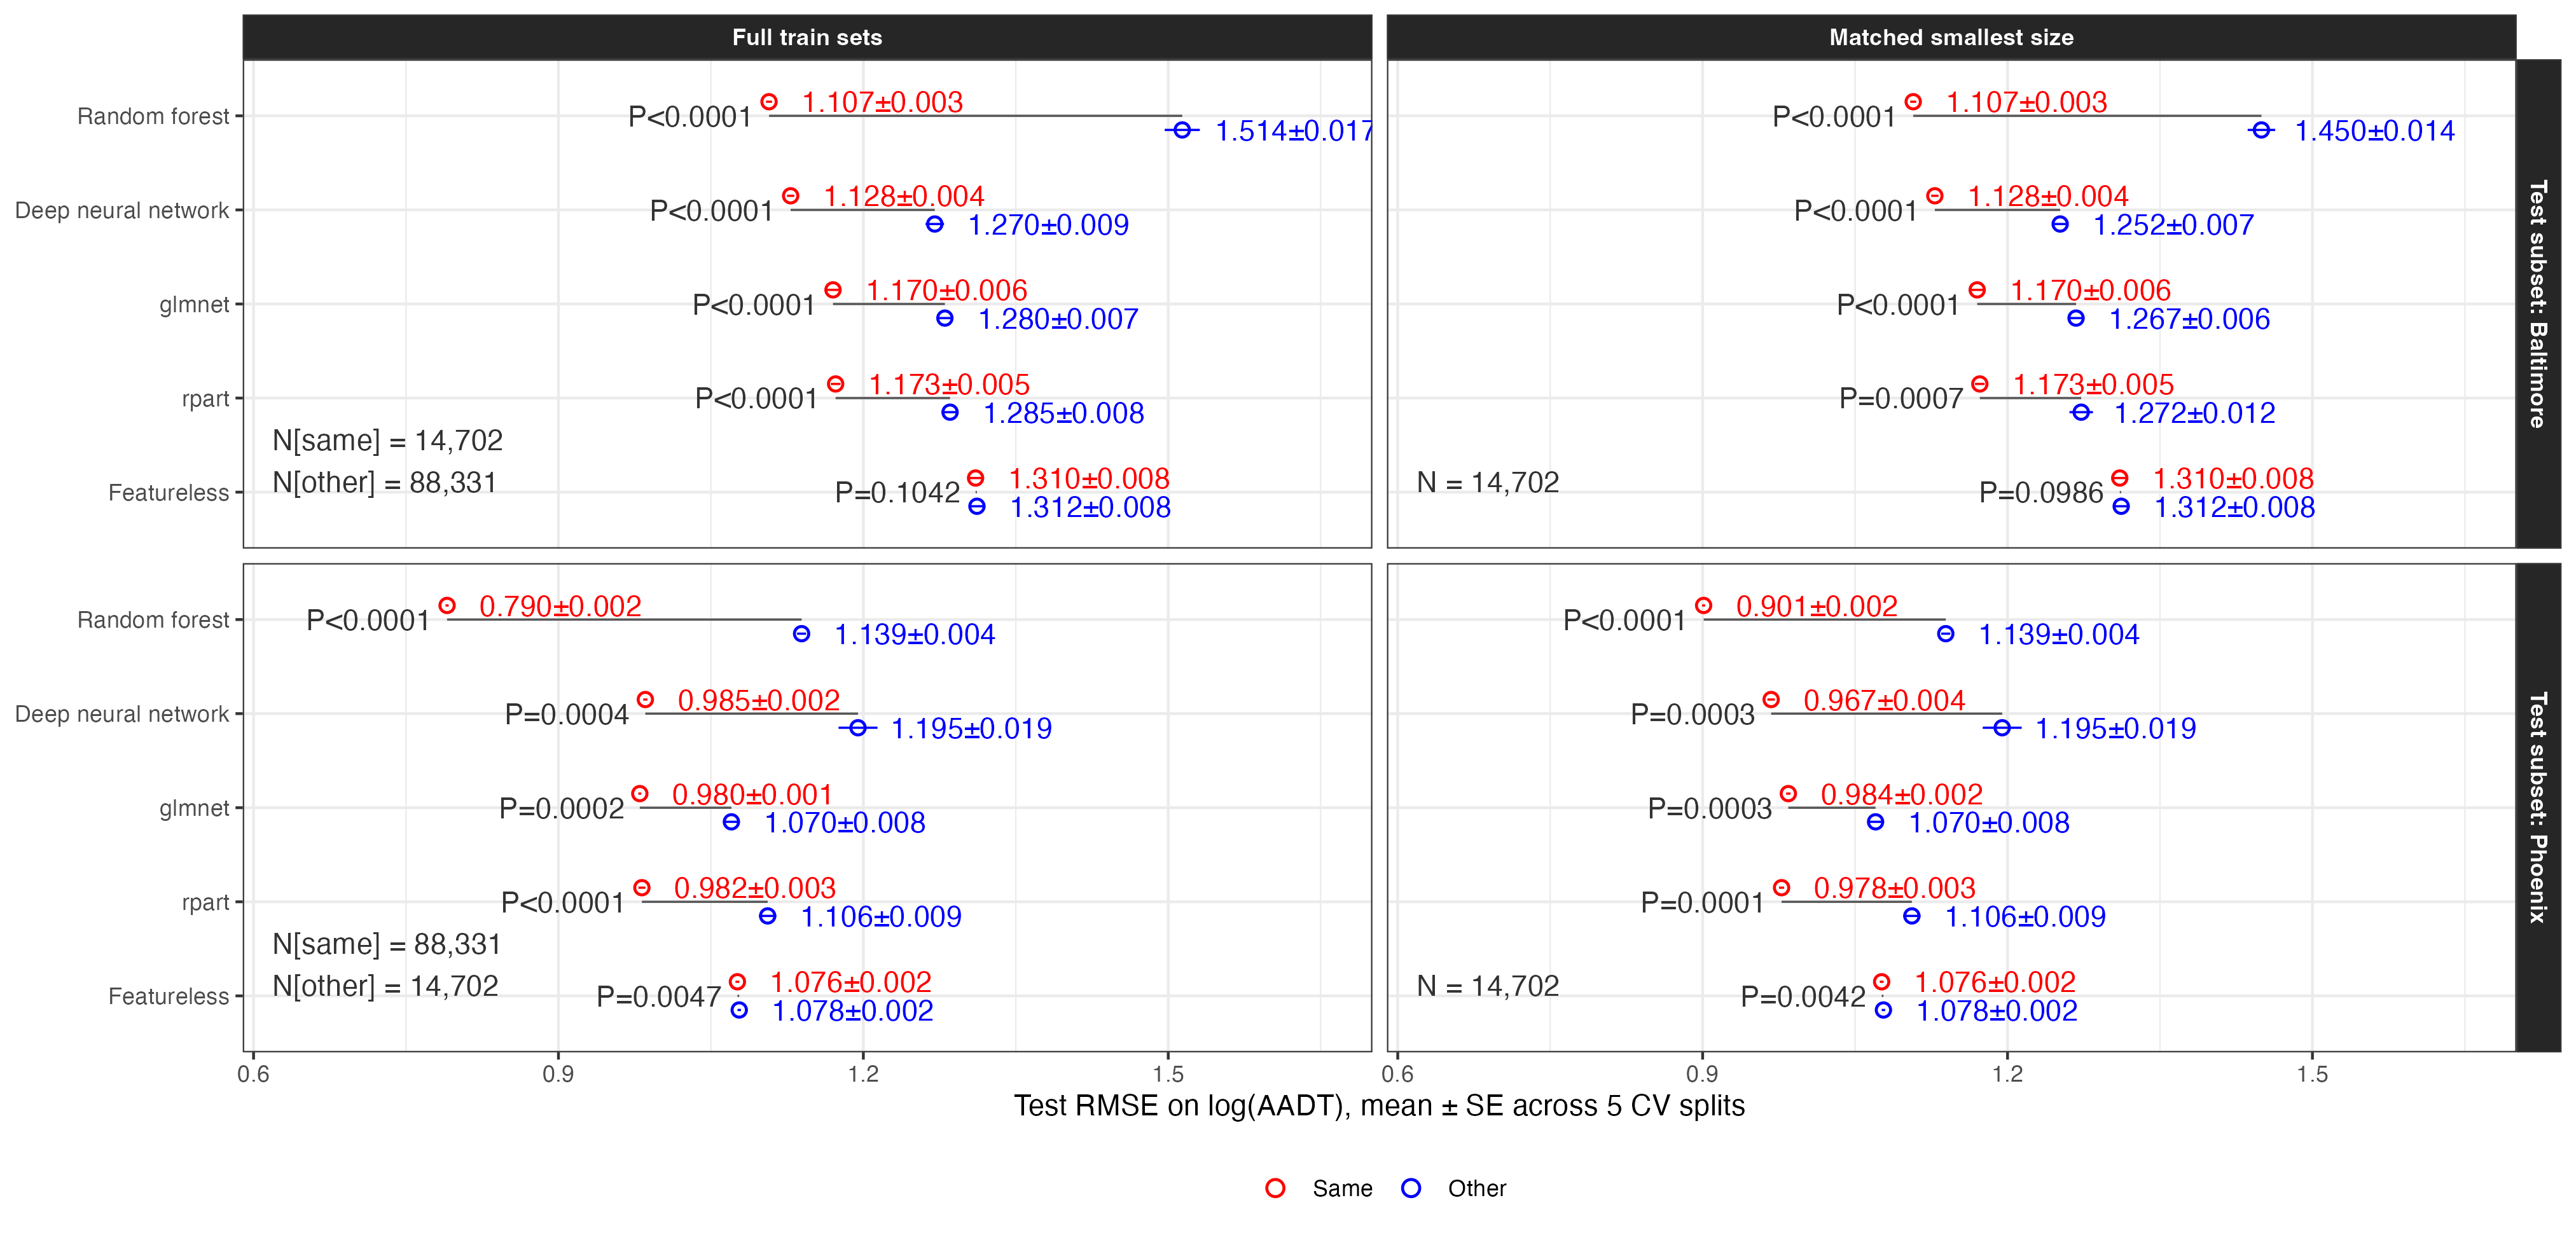 Full train sets
Matched smallest size
Random forest
P<0.0001
1.107±0.003
1.514±0.017
Deep neural network
P<0.0001
1.128±0.004
1.270±0.009
glmnet
P<0.0001
1.170±0.006
1.280±0.007
rpart
P<0.0001
1.173±0.005
1.285±0.008
N[same] = 14,702
N[other] = 88,331
Featureless
P=0.1042
1.310±0.008
1.312±0.008
P<0.0001
1.107±0.003
1.450±0.014
P<0.0001
1.128±0.004
1.252±0.007
P<0.0001
1.170±0.006
1.267±0.006
P=0.0007
1.173±0.005
1.272±0.012
N = 14,702
P=0.0986
1.310±0.008
1.312±0.008
Test subset: Baltimore
Random forest
P<0.0001
0.790±0.002
1.139±0.004
Deep neural network
P=0.0004
0.985±0.002
1.195±0.019
glmnet
P=0.0002
0.980±0.001
1.070±0.008
rpart
P<0.0001
0.982±0.003
1.106±0.009
N[same] = 88,331
N[other] = 14,702
Featureless
P=0.0047
1.076±0.002
1.078±0.002
P<0.0001
0.901±0.002
1.139±0.004
P=0.0003
0.967±0.004
1.195±0.019
P=0.0003
0.984±0.002
1.070±0.008
P=0.0001
0.978±0.003
1.106±0.009
N = 14,702
P=0.0042
1.076±0.002
1.078±0.002
Test subset: Phoenix
0.6 0.9 1.2 1.5
0.6 0.9 1.2 1.5
Test RMSE on log(AADT), mean ± SE across 5 CV splits
Same Other